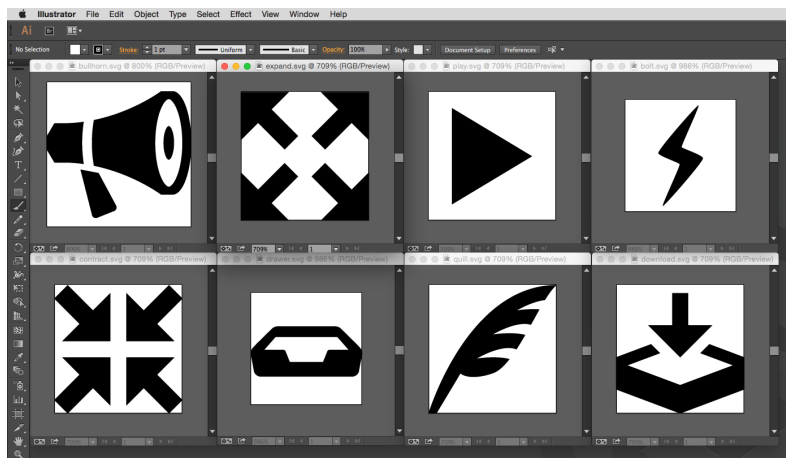 Illustrator File Edit Object Type Select Effect View Window Help
Ai Br
No Selection Stroke: 1 pt Uniform Basic Opacity: 100% Style: Document Setup Preferences
bullhorn.svg @ 800% (RGB/Preview) expand.svg @ 709% (RGB/Preview) play.svg @ 709% (RGB/Preview) bolt.svg @ 986% (RGB/Preview)
709% 1
contract.svg @ 709% (RGB/Preview) drawer.svg @ 986% (RGB/Preview) quill.svg @ 709% (RGB/Preview) download.svg @ 709% (RGB/Preview)